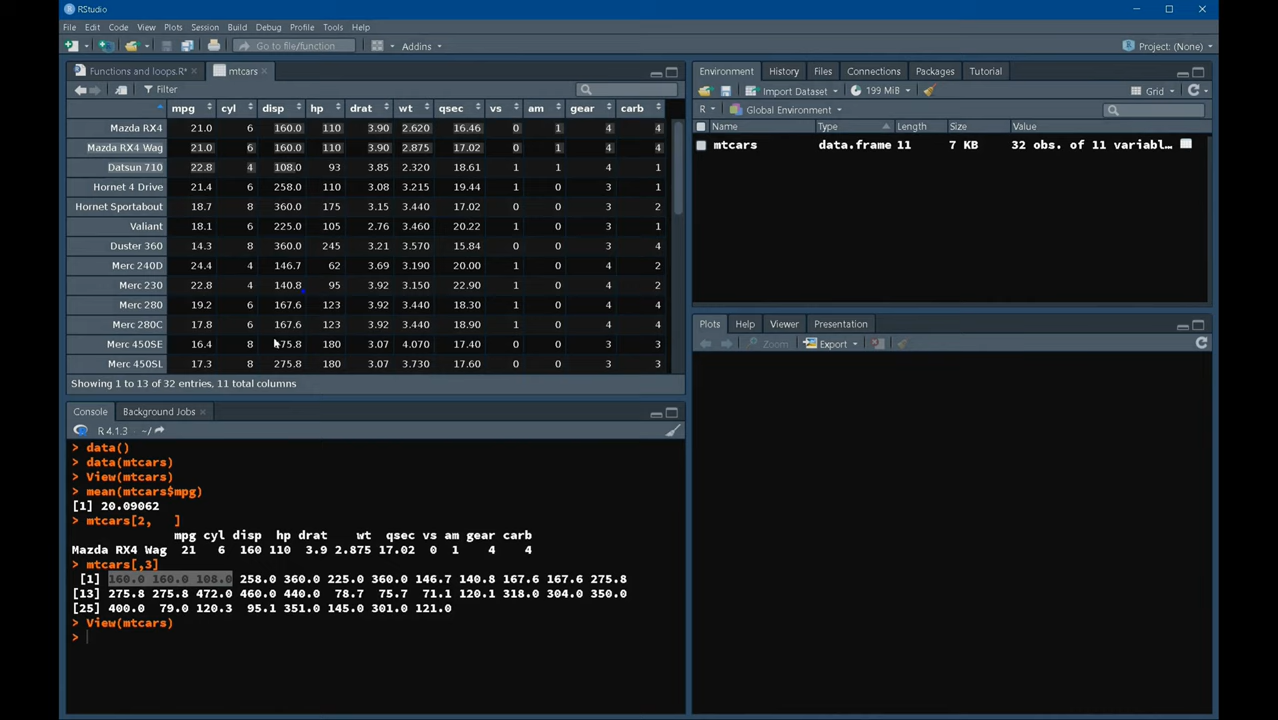 RStudio
File Edit Code View Plots Session Build Debug Profile Tools Help
Go to file/function Addins Project: (None)
Functions and loops.R* mtcars
Filter
mpg cyl disp hp drat wt qsec vs am gear carb
Mazda RX4 21.0 6 160.0 110 3.90 2.620 16.46 0 1 4 4
Mazda RX4 Wag 21.0 6 160.0 110 3.90 2.875 17.02 0 1 4 4
Datsun 710 22.8 4 108.0 93 3.85 2.320 18.61 1 1 4 1
Hornet 4 Drive 21.4 6 258.0 110 3.08 3.215 19.44 1 0 3 1
Hornet Sportabout 18.7 8 360.0 175 3.15 3.440 17.02 0 0 3 2
Valiant 18.1 6 225.0 105 2.76 3.460 20.22 1 0 3 1
Duster 360 14.3 8 360.0 245 3.21 3.570 15.84 0 0 3 4
Merc 240D 24.4 4 146.7 62 3.69 3.190 20.00 1 0 4 2
Merc 230 22.8 4 140.8 95 3.92 3.150 22.90 1 0 4 2
Merc 280 19.2 6 167.6 123 3.92 3.440 18.30 1 0 4 4
Merc 280C 17.8 6 167.6 123 3.92 3.440 18.90 1 0 4 4
Merc 450SE 16.4 8 275.8 180 3.07 4.070 17.40 0 0 3 3
Merc 450SL 17.3 8 275.8 180 3.07 3.730 17.60 0 0 3 3
Showing 1 to 13 of 32 entries, 11 total columns
Console Background Jobs
R 4.1.3 · ~/
> data()
> data(mtcars)
> View(mtcars)
> mean(mtcars$mpg)
[1] 20.09062
> mtcars[2, ]
mpg cyl disp hp drat wt qsec vs am gear carb
Mazda RX4 Wag 21 6 160 110 3.9 2.875 17.02 0 1 4 4
> mtcars[,3]
[1] 160.0 160.0 108.0 258.0 360.0 225.0 360.0 146.7 140.8 167.6 167.6 275.8
[13] 275.8 275.8 472.0 460.0 440.0 78.7 75.7 71.1 120.1 318.0 304.0 350.0
[25] 400.0 79.0 120.3 95.1 351.0 145.0 301.0 121.0
> View(mtcars)
>
Environment History Files Connections Packages Tutorial
Import Dataset 199 MiB Grid
R Global Environment
Name Type Length Size Value
mtcars data.frame 11 7 KB 32 obs. of 11 variabl…
Plots Help Viewer Presentation
Zoom Export